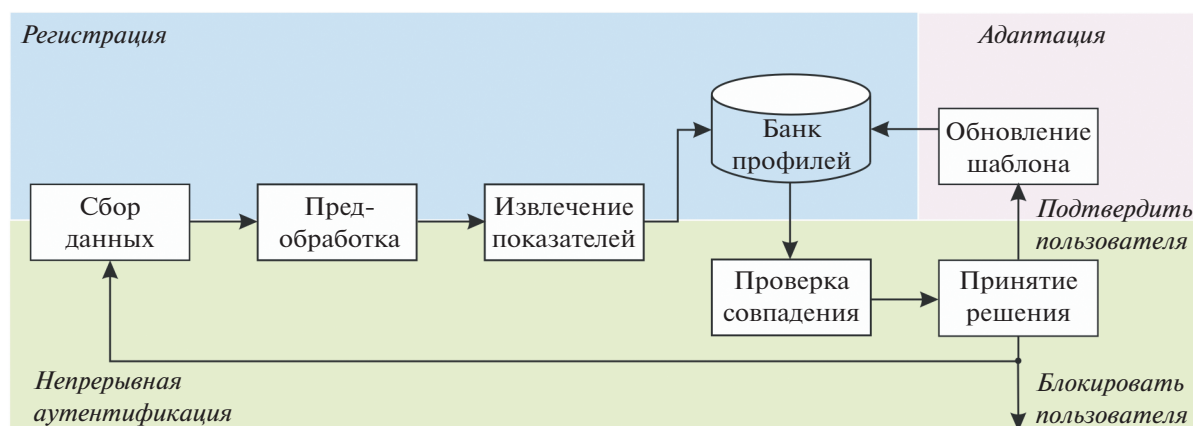 Регистрация
Адаптация
Банк
профилей
Обновление
шаблона
Сбор
данных
Пред-
обработка
Извлечение
показателей
Подтвердить
пользователя
Проверка
совпадения
Принятие
решения
Непрерывная
аутентификация
Блокировать
пользователя